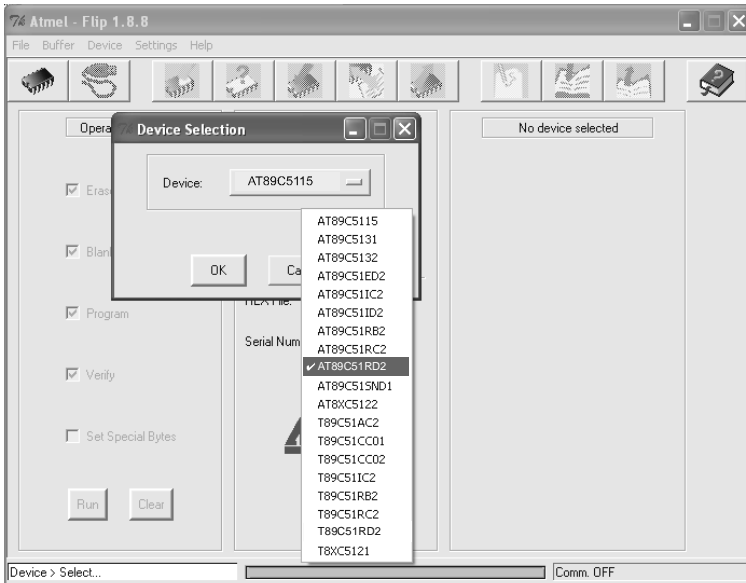 Atmel - Flip 1.8.8
File Buffer Device Settings Help
Device Selection
Device: AT89C5115
OK
AT89C5115
AT89C5131
AT89C5132
AT89C51ED2
AT89C51IC2
AT89C51ID2
AT89C51RB2
AT89C51RC2
AT89C51RD2
AT89C51SND1
AT8XC5122
T89C51AC2
T89C51CC01
T89C51CC02
T89C51IC2
T89C51RB2
T89C51RC2
T89C51RD2
T8XC5121
Program
Verify
Set Special Bytes
Run Clear
HEX File:
Serial Num
No device selected
Device > Select...
Comm. OFF